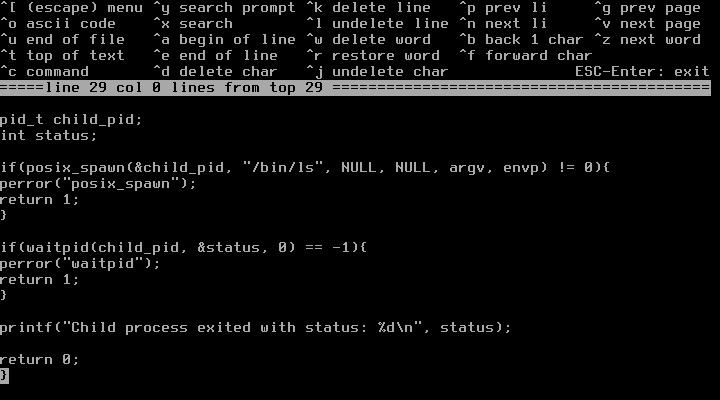 ^[ (escape) menu ^y search prompt ^k delete line   ^p prev li     ^g prev page
^o ascii code    ^x search        ^l undelete line ^n next li     ^v next page
^u end of file   ^a begin of line ^w delete word   ^b back 1 char ^z next word
^t top of text   ^e end of line   ^r restore word  ^f forward char
^c command       ^d delete char   ^j undelete char              ESC-Enter: exit
=====line 29 col 0 lines from top 29 ==========================================
pid_t child_pid;
int status;

if(posix_spawn(&child_pid, "/bin/ls", NULL, NULL, argv, envp) != 0){
perror("posix_spawn");
return 1;
}

if(waitpid(child_pid, &status, 0) == -1){
perror("waitpid");
return 1;
}

printf("Child process exited with status: %d\n", status);

return 0;
}